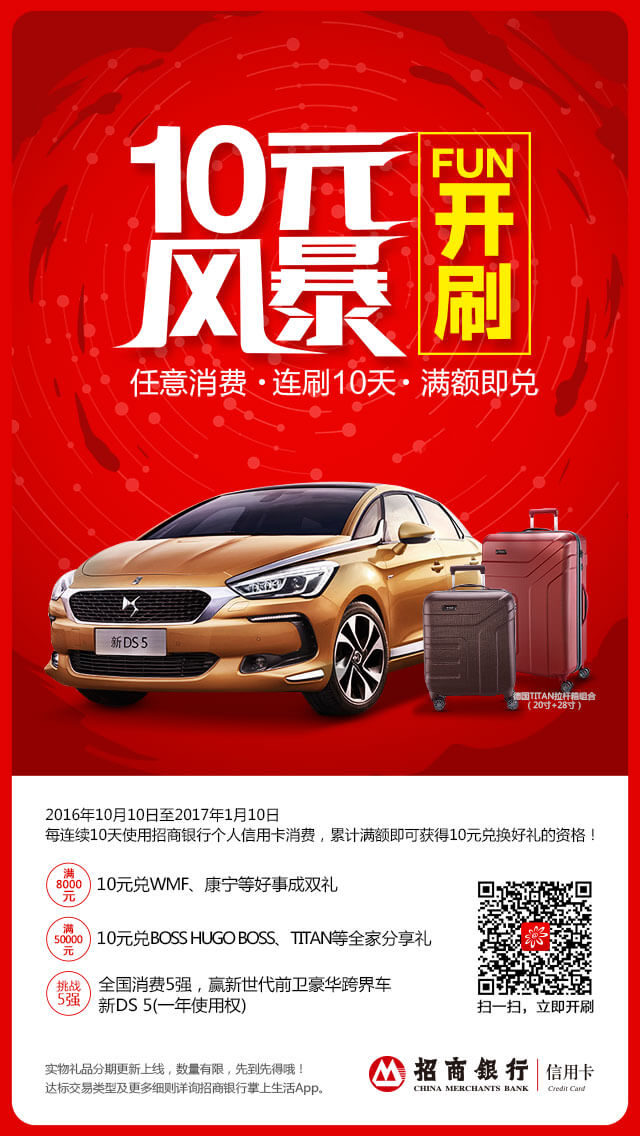 10元
风暴
FUN
开刷
任意消费·连刷10天·满额即兑
新DS 5
德国TITAN拉杆箱组合
(20寸+28寸)
2016年10月10日至2017年1月10日
每连续10天使用招商银行个人信用卡消费，累计满额即可获得10元兑换好礼的资格！
满
8000
元
10元兑WMF、康宁等好事成双礼
满
50000
元
10元兑BOSS HUGO BOSS、TITAN等全家分享礼
挑战
5强
全国消费5强，赢新世代前卫豪华跨界车
新DS 5(一年使用权)
扫一扫，立即开刷
实物礼品分期更新上线，数量有限，先到先得哦！
达标交易类型及更多细则详询招商银行掌上生活App。
招商银行
CHINA MERCHANTS BANK
信用卡
Credit Card